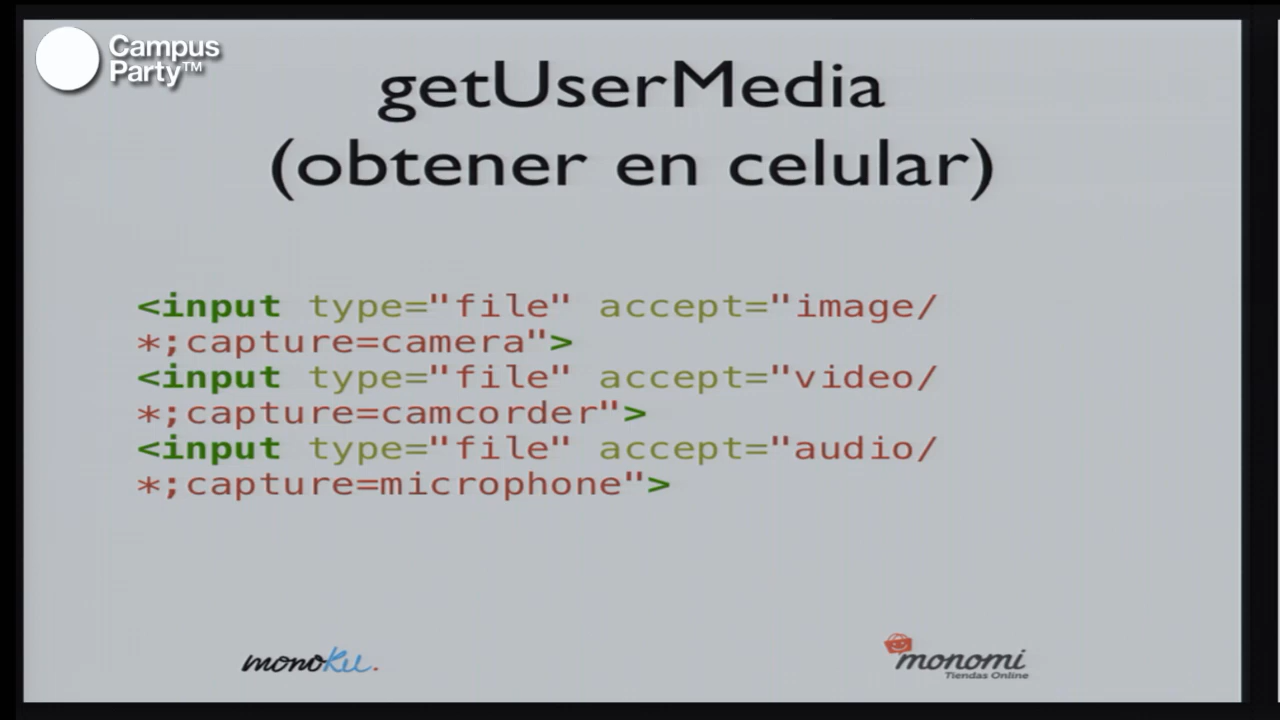 Campus
Party™
getUserMedia
(obtener en celular)
<input type="file" accept="image/
*;capture=camera">
<input type="file" accept="video/
*;capture=camcorder">
<input type="file" accept="audio/
*;capture=microphone">
monoku.
monomi
Tiendas Online